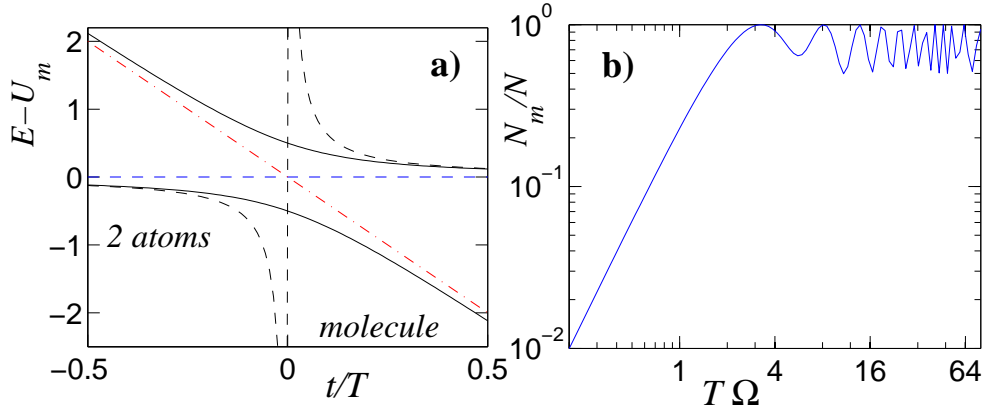 a)
E−U_m
2
1
0
−1
−2
2 atoms
molecule
−0.5
0
0.5
t/T
b)
N_m/N
10^0
10^{-1}
10^{-2}
1
4
16
64
T Ω